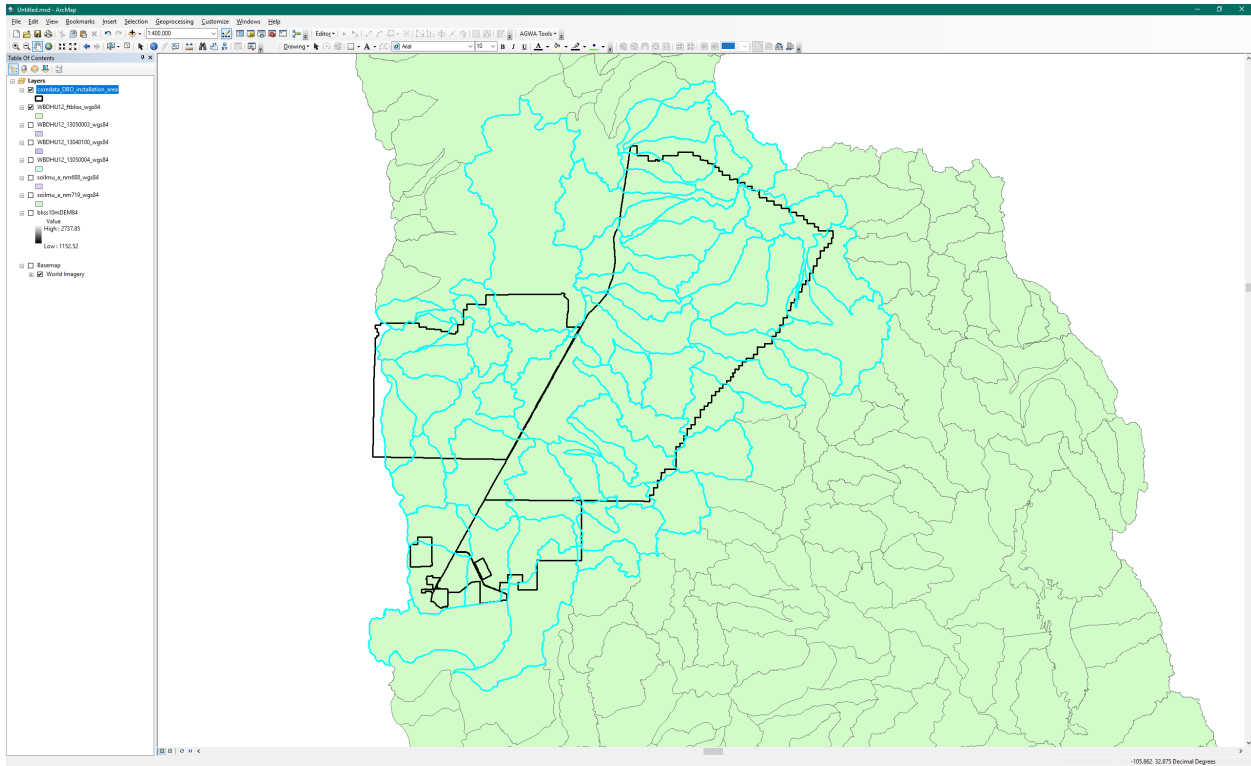 Untitled.mxd - ArcMap
File Edit View Bookmarks Insert Selection Geoprocessing Customize Windows Help
1:400,000 Editor AGWA Tools
Drawing Arial 10 B I U A
Table Of Contents
Layers
coredata_DBO_installation_area
WBDHU12_ftbliss_wgs84
WBDHU12_13050003_wgs84
WBDHU12_13040100_wgs84
WBDHU12_13050004_wgs84
soilmu_a_nm688_wgs84
soilmu_a_nm719_wgs84
bliss10mDEM84
Value
High : 2737.85
Low : 1152.52
Basemap
World Imagery
-105.862 32.875 Decimal Degrees